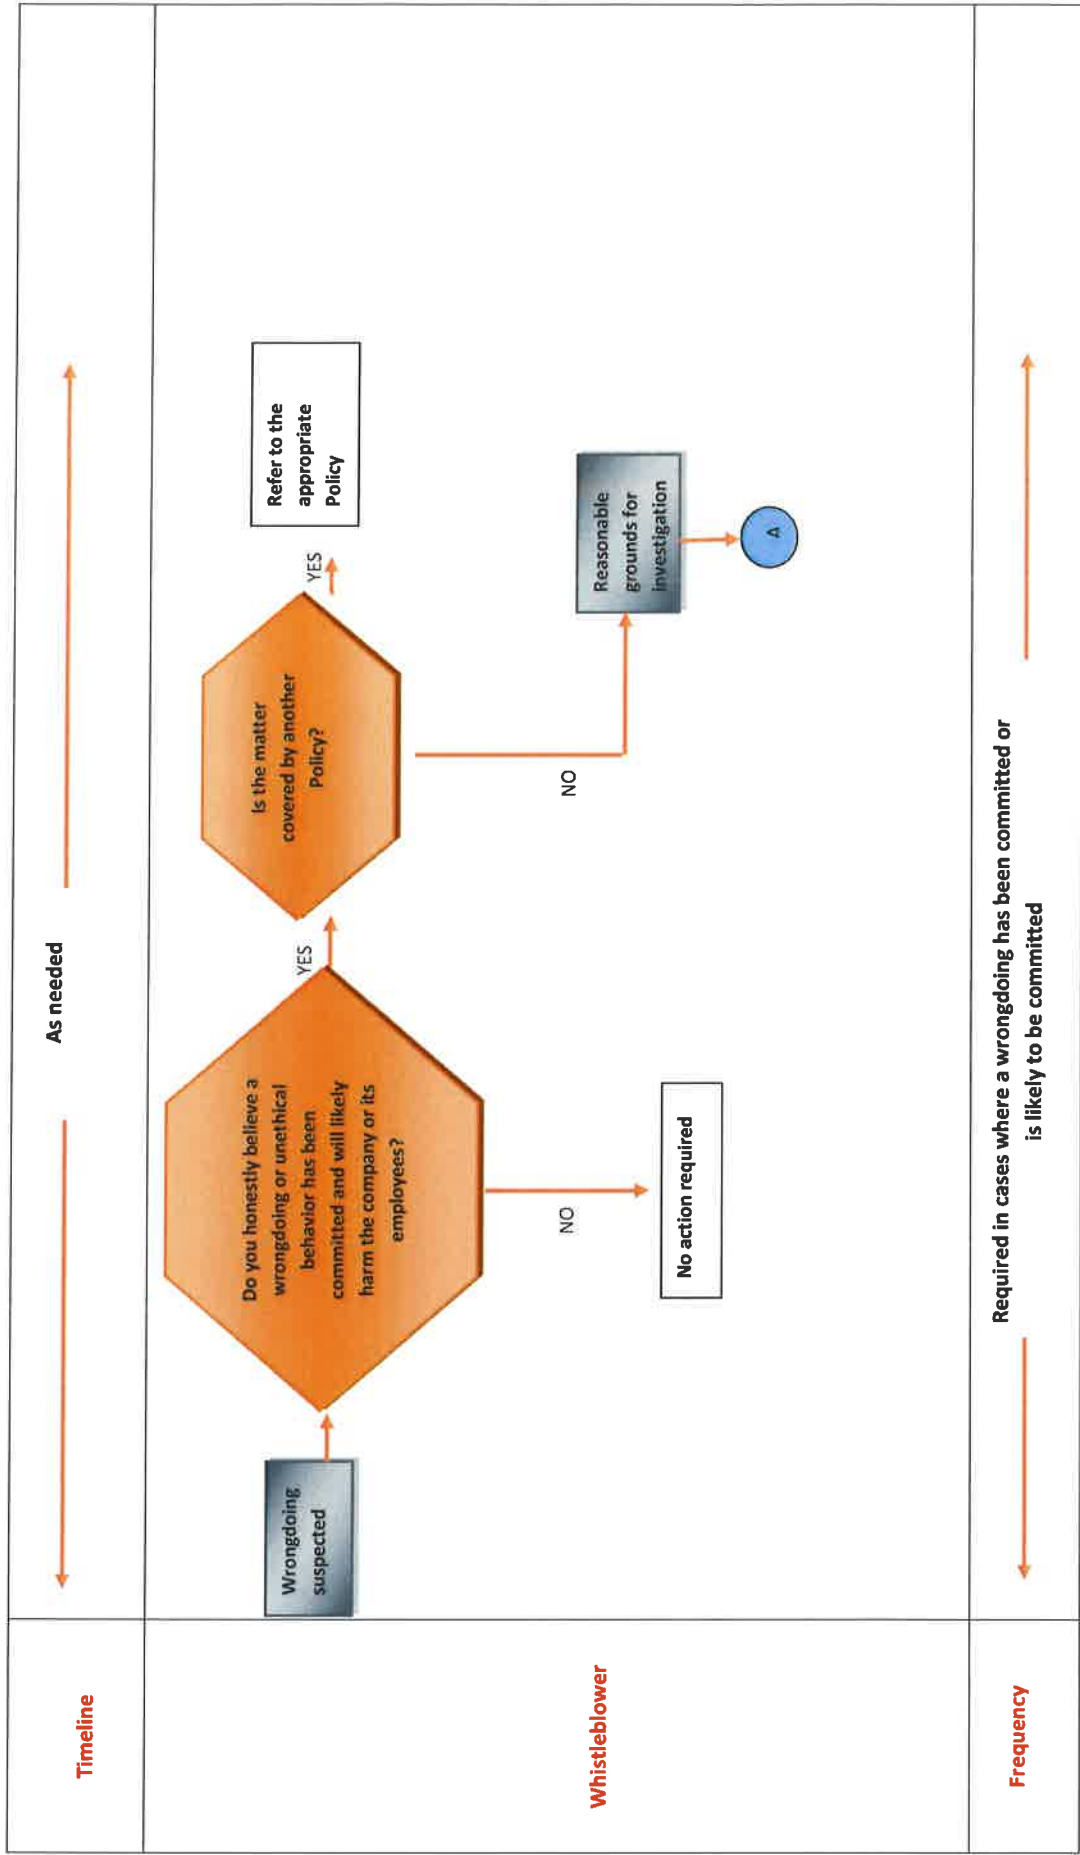 Timeline
As needed
Whistleblower
Wrongdoing
suspected
Do you honestly believe a
wrongdoing or unethical
behavior has been
committed and will likely
harm the company or its
employees?
YES
NO
No action required
Is the matter
covered by another
Policy?
YES
Refer to the
appropriate
Policy
NO
Reasonable
grounds for
investigation
A
Frequency
Required in cases where a wrongdoing has been committed or
is likely to be committed